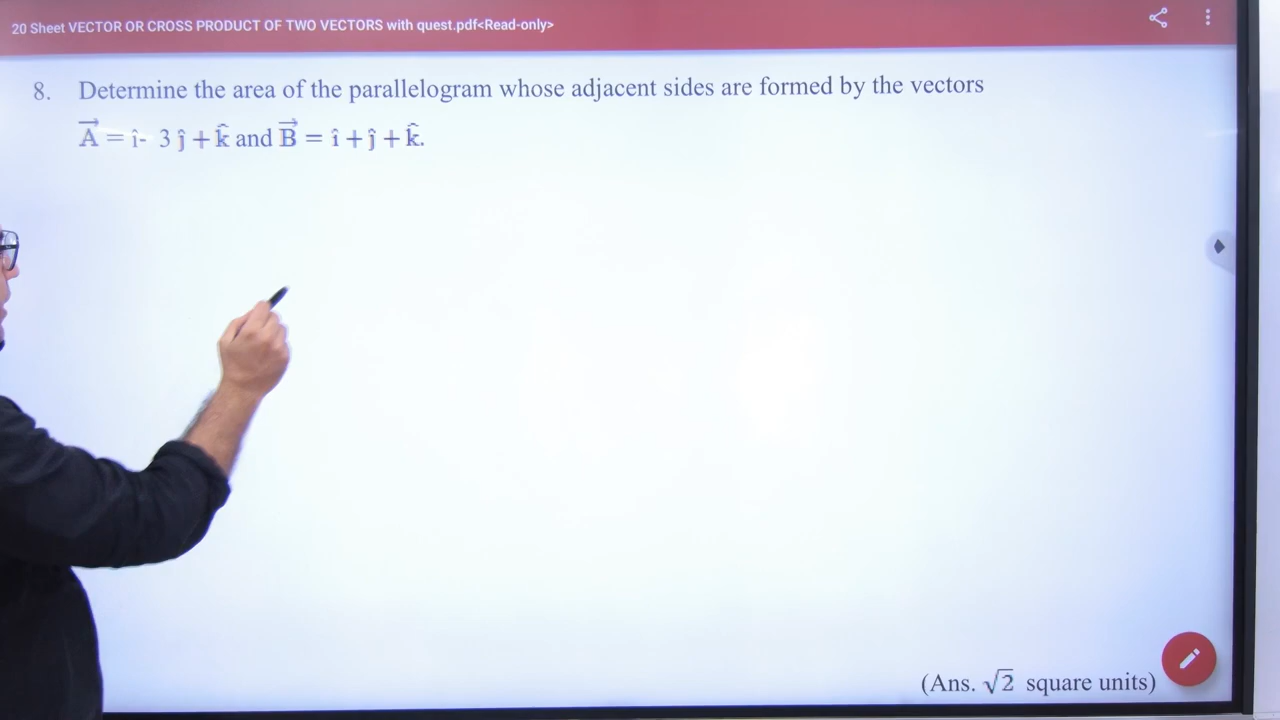 20 Sheet VECTOR OR CROSS PRODUCT OF TWO VECTORS with quest.pdf<Read-only>
8. Determine the area of the parallelogram whose adjacent sides are formed by the vectors
A⃗ = î- 3 ĵ + k̂ and B⃗ = î + ĵ + k̂.
(Ans. √2 square units)